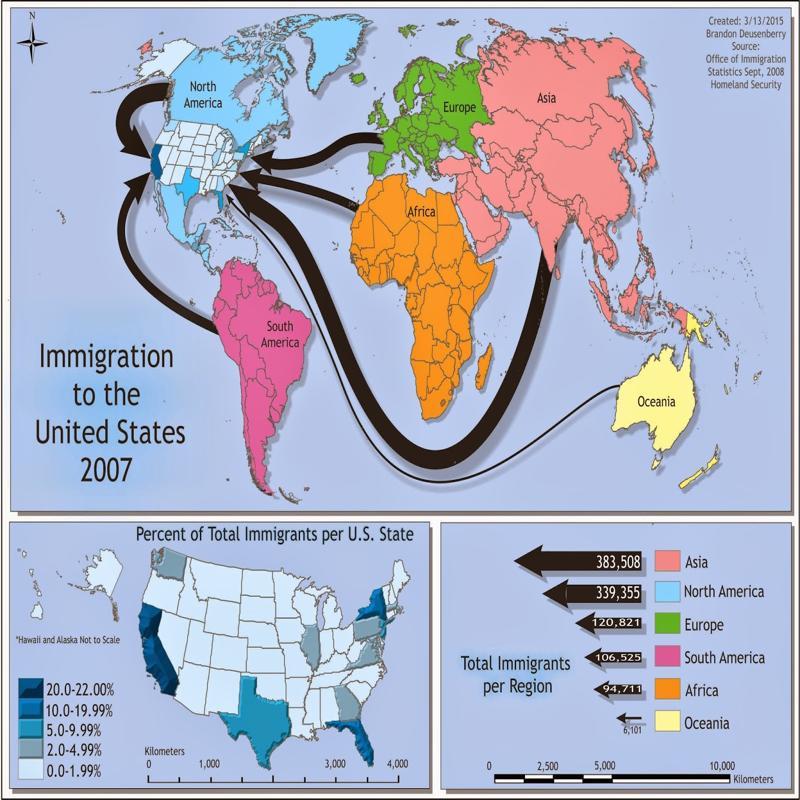 N
Created: 3/13/2015
Brandon Deusenberry
Source:
Office of Immigration
Statistics Sept, 2008
Homeland Security
North
America
Europe
Asia
Africa
South
America
Oceania
Immigration
to the
United States
2007
Percent of Total Immigrants per U.S. State
*Hawaii and Alaska Not to Scale
20.0-22.00%
10.0-19.99%
5.0-9.99%
2.0-4.99%
0.0-1.99%
Kilometers
0 1,000 2,000 3,000 4,000
Total Immigrants
per Region
383,508 Asia
339,355 North America
120,821 Europe
106,525 South America
94,711 Africa
6,101 Oceania
0 2,500 5,000 10,000
Kilometers